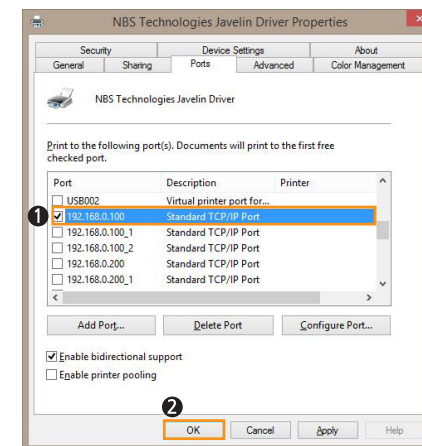 NBS Technologies Javelin Driver Properties
Security Device Settings About
General Sharing Ports Advanced Color Management
NBS Technologies Javelin Driver
Print to the following port(s). Documents will print to the first free
checked port.
Port Description Printer
USB002 Virtual printer port for...
1 192.168.0.100 Standard TCP/IP Port
192.168.0.100_1 Standard TCP/IP Port
192.168.0.100_2 Standard TCP/IP Port
192.168.0.200 Standard TCP/IP Port
192.168.0.200_1 Standard TCP/IP Port
Add Port... Delete Port Configure Port...
Enable bidirectional support
Enable printer pooling
2
OK Cancel Apply Help